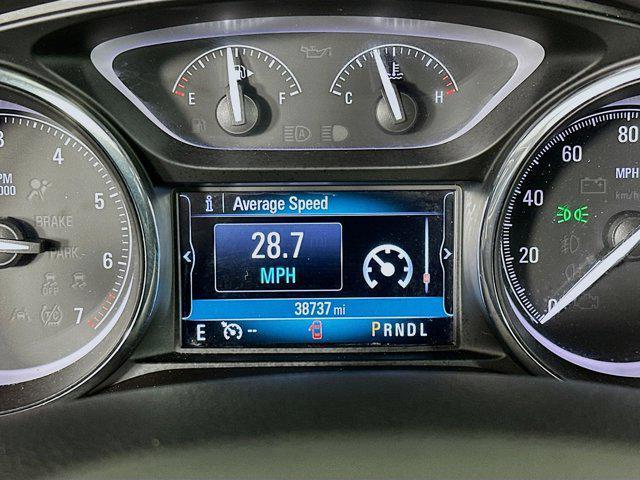 E F
C H
3 4 5 6 7
PM
000
BRAKE
PARK
OFF
i Average Speed
28.7
MPH
38737 mi
E -- PRNDL
0 20 40 60 80
MPH
km/h